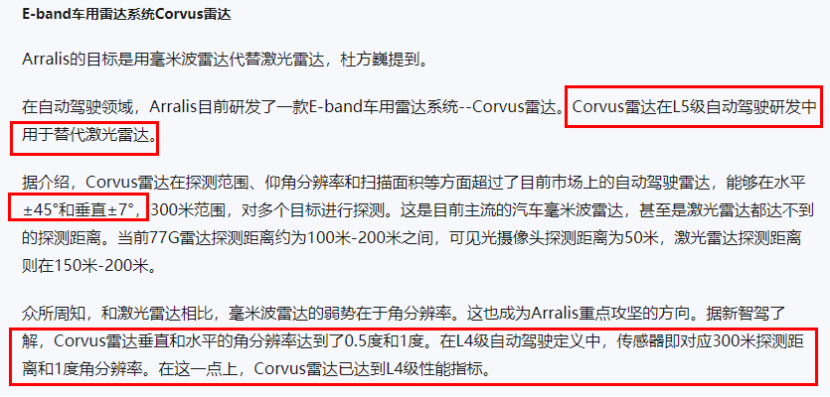 E-band车用雷达系统Corvus雷达
Arralis的目标是用毫米波雷达代替激光雷达，杜方巍提到。
在自动驾驶领域，Arralis目前研发了一款E-band车用雷达系统--Corvus雷达。Corvus雷达在L5级自动驾驶研发中
用于替代激光雷达。
据介绍，Corvus雷达在探测范围、仰角分辨率和扫描面积等方面超过了目前市场上的自动驾驶雷达，能够在水平
±45°和垂直±7°，300米范围，对多个目标进行探测。这是目前主流的汽车毫米波雷达，甚至是激光雷达都达不到
的探测距离。当前77G雷达探测距离约为100米-200米之间，可见光摄像头探测距离为50米，激光雷达探测距离
则在150米-200米。
众所周知，和激光雷达相比，毫米波雷达的弱势在于角分辨率。这也成为Arralis重点攻坚的方向。据新智驾了
解，Corvus雷达垂直和水平的角分辨率达到了0.5度和1度。在L4级自动驾驶定义中，传感器即对应300米探测距
离和1度角分辨率。在这一点上，Corvus雷达已达到L4级性能指标。